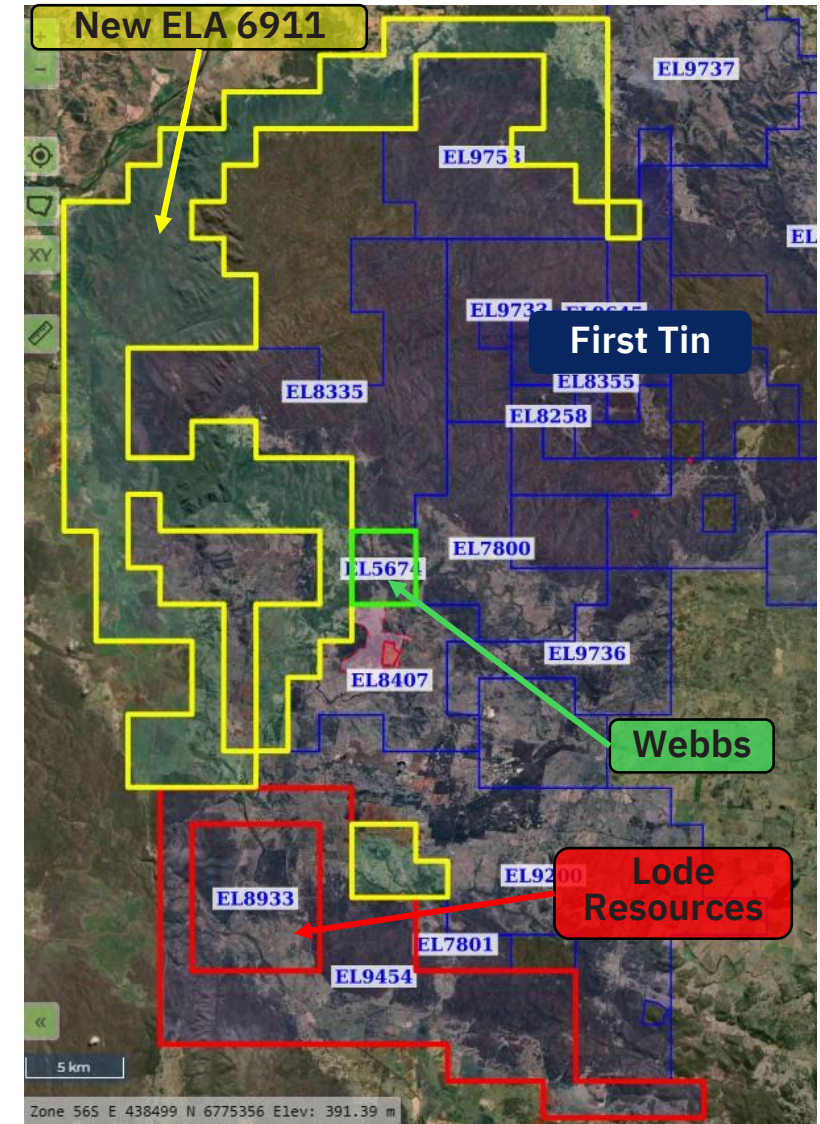 New ELA 6911
+
−
EL9737
EL9753
EL
XY
EL9733
First Tin
EL8355
EL8335
EL8258
EL7800
EL5674
EL9736
EL8407
Webbs
EL9200
Lode
Resources
EL8933
EL7801
EL9454
«
5 km
Zone 56S E 438499 N 6775356 Elev: 391.39 m